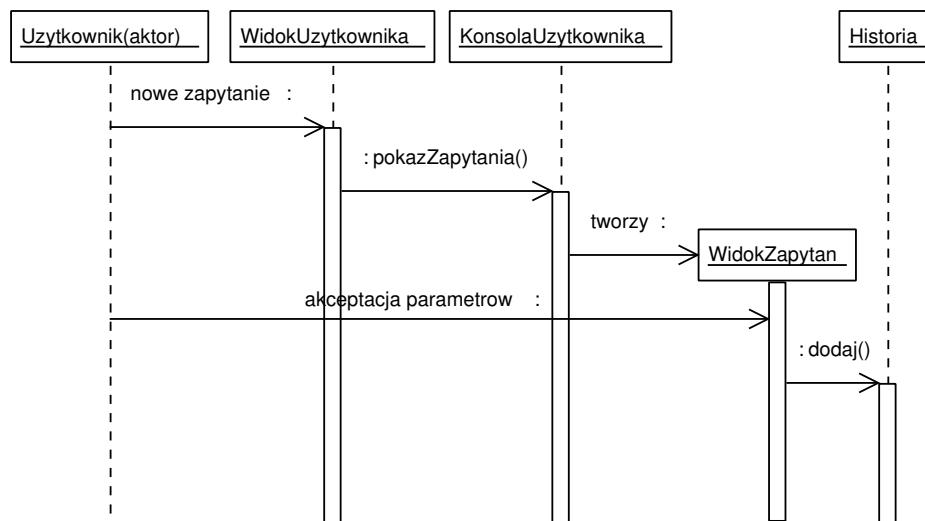 Uzytkownik(aktor)
WidokUzytkownika
KonsolaUzytkownika
Historia
nowe zapytanie :
: pokazZapytania()
tworzy :
WidokZapytan
akceptacja parametrow :
: dodaj()